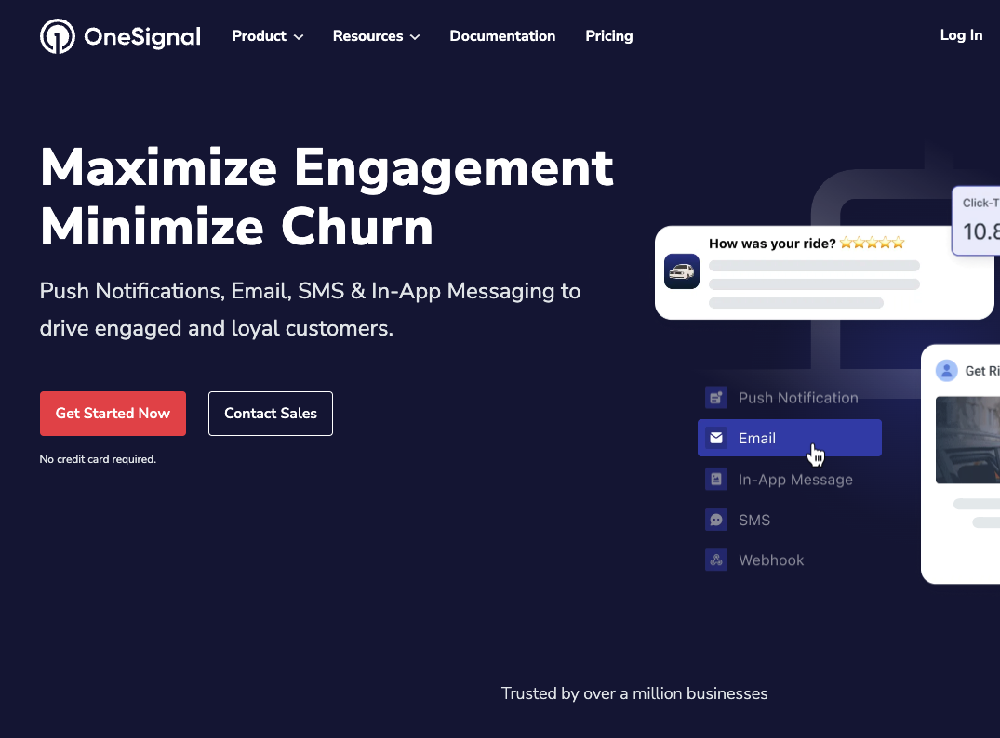 OneSignal Product Resources Documentation Pricing Log In
Maximize Engagement
Minimize Churn
Push Notifications, Email, SMS & In-App Messaging to
drive engaged and loyal customers.
Get Started Now Contact Sales
No credit card required.
Click-T
10.8
How was your ride? ⭐⭐⭐⭐⭐
Get Ri
Push Notification
Email
In-App Message
SMS
Webhook
Trusted by over a million businesses